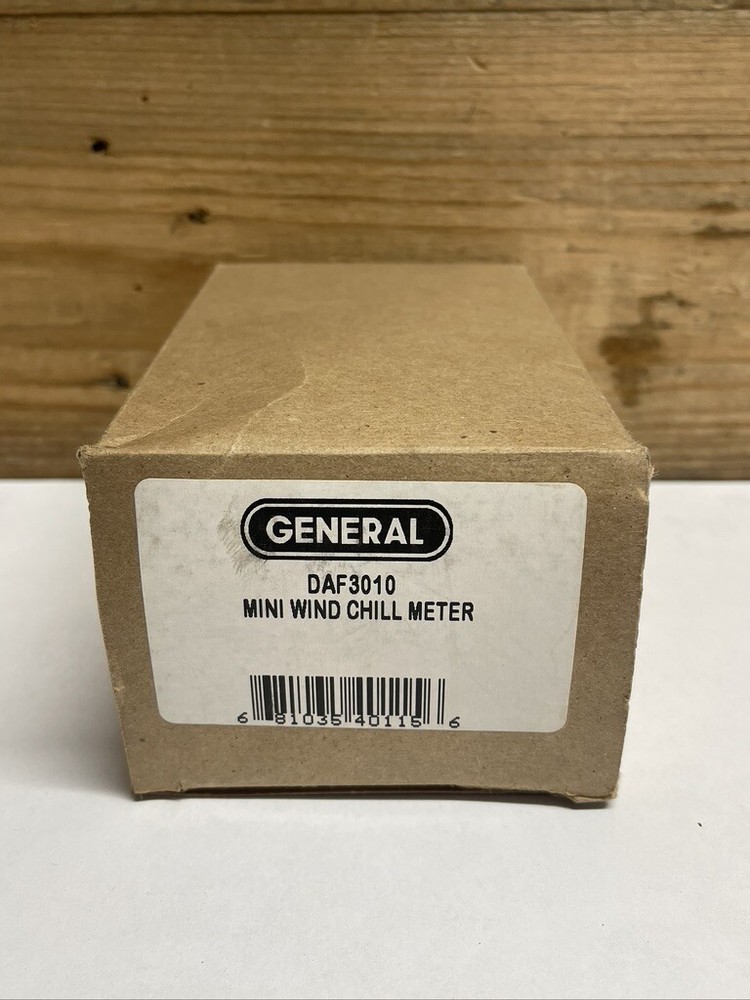 GENERAL
DAF3010
MINI WIND CHILL METER
6 81035 40115 6